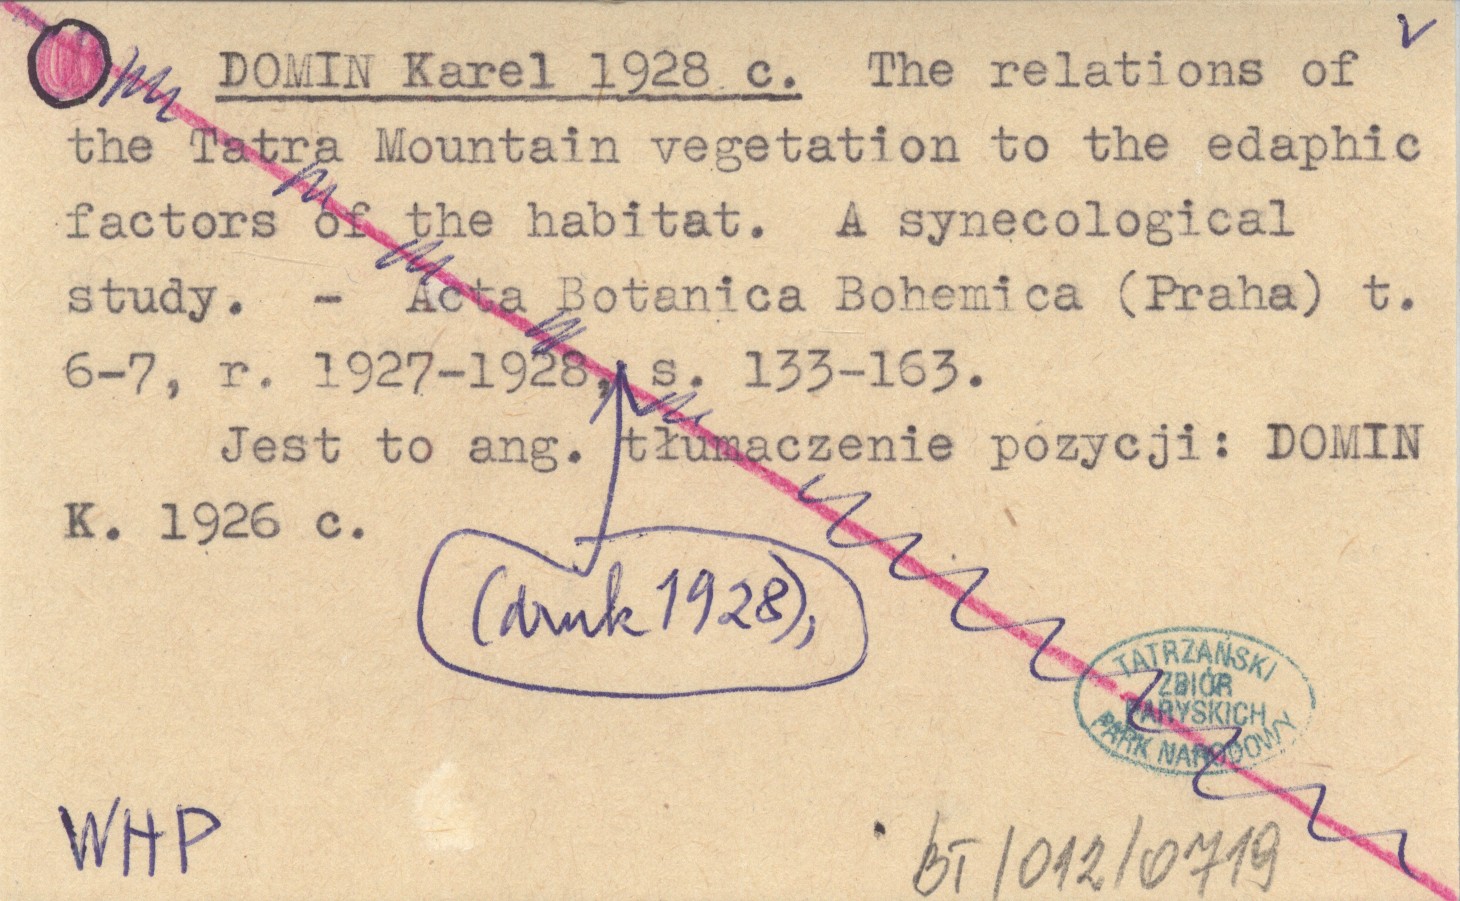 DOMIN Karel 1928 c.  The relations of
the Tatra Mountain vegetation to the edaphic
factors of the habitat.  A synecological
study.  -  Acta Botanica Bohemica (Praha) t.
6-7, r. 1927-1928, s. 133-163.
Jest to ang. tłumaczenie pozycji: DOMIN
K. 1926 c.
(druk 1928),
TATRZAŃSKI
ZBIÓR
PARYSKICH
PARK NARODOWY
WHP
BT/012/0719